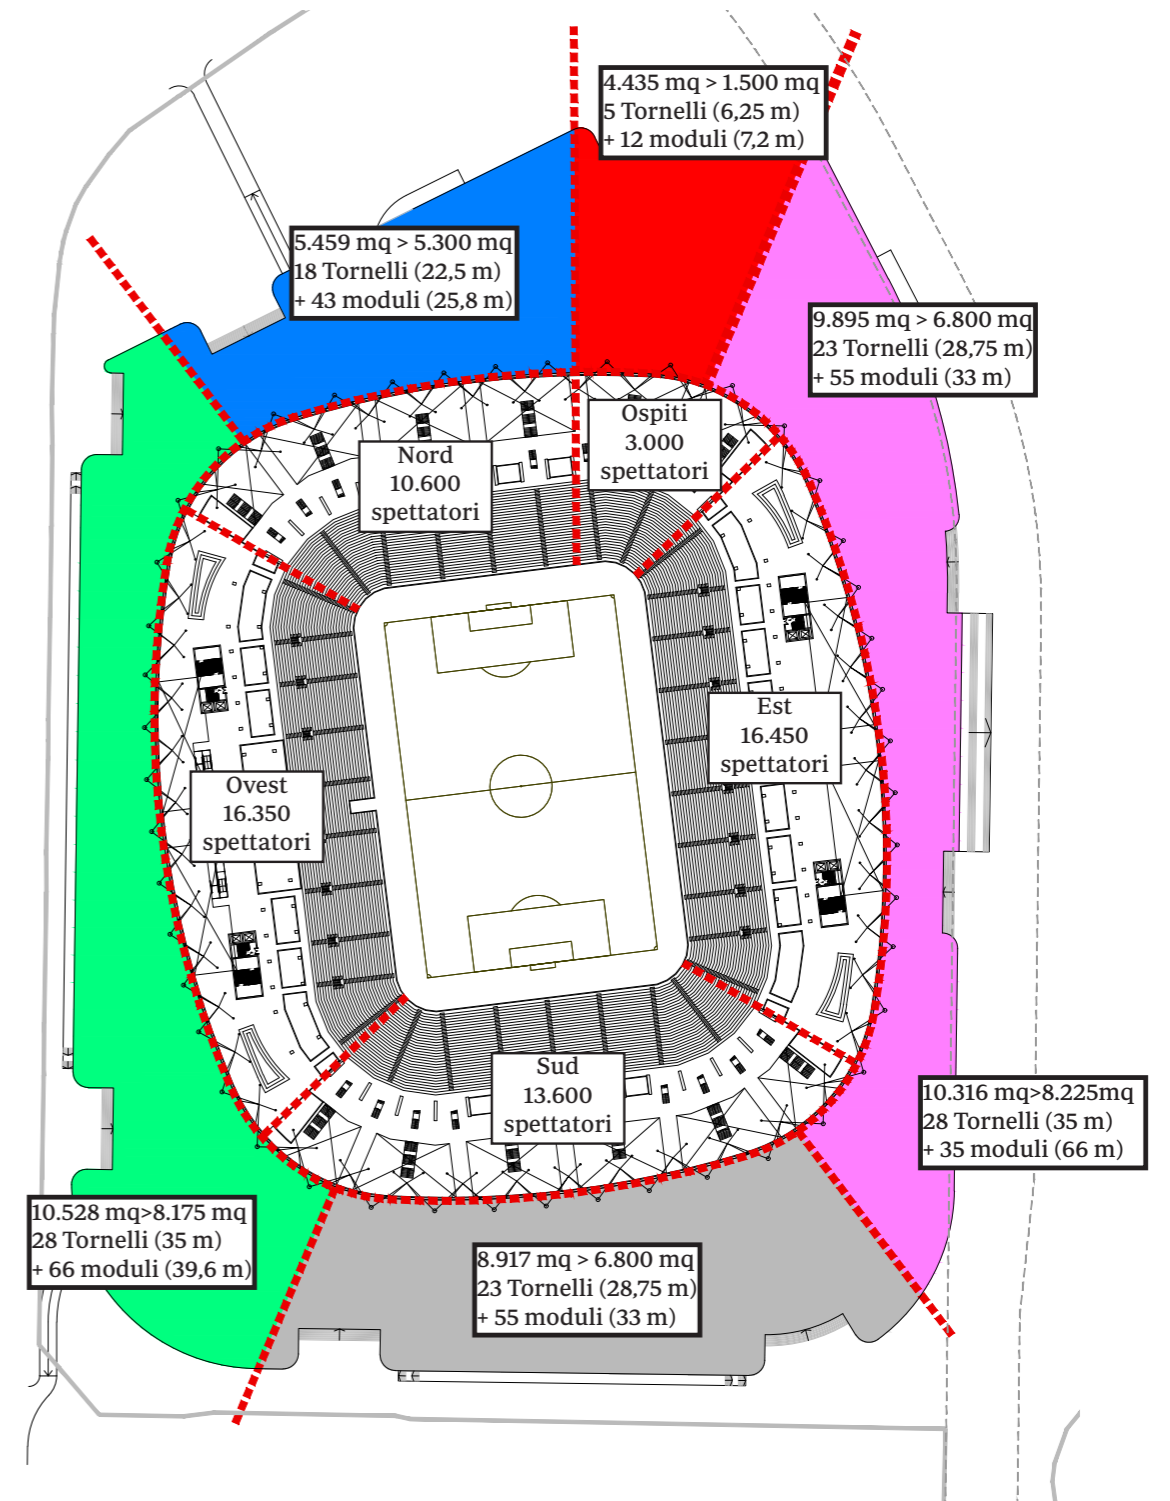 4.435 mq > 1.500 mq
5 Tornelli (6,25 m)
+ 12 moduli (7,2 m)
5.459 mq > 5.300 mq
18 Tornelli (22,5 m)
+ 43 moduli (25,8 m)
9.895 mq > 6.800 mq
23 Tornelli (28,75 m)
+ 55 moduli (33 m)
Ospiti
3.000
spettatori
Nord
10.600
spettatori
Est
16.450
spettatori
Ovest
16.350
spettatori
Sud
13.600
spettatori
10.316 mq>8.225mq
28 Tornelli (35 m)
+ 35 moduli (66 m)
10.528 mq>8.175 mq
28 Tornelli (35 m)
+ 66 moduli (39,6 m)
8.917 mq > 6.800 mq
23 Tornelli (28,75 m)
+ 55 moduli (33 m)